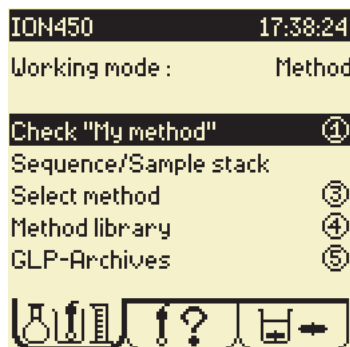 ION450 17:38:24
Working mode : Method
Check "My method" ①
Sequence/Sample stack
Select method ③
Method library ④
GLP-Archives ⑤
?